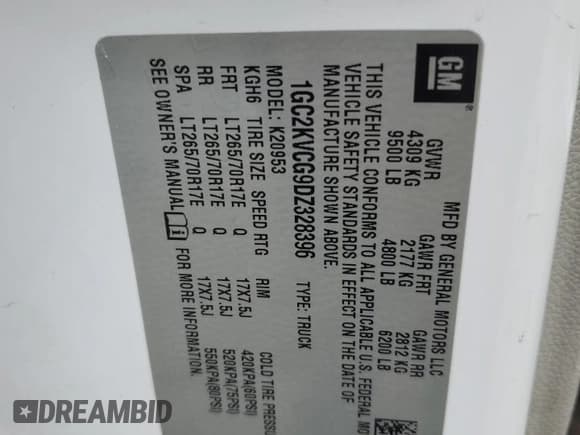 GM
MFD BY GENERAL MOTORS LLC
GVWR GAWR FRT GAWR RR
4309 KG 2177 KG 2812 KG
9500 LB 4800 LB 6200 LB
THIS VEHICLE CONFORMS TO ALL APPLICABLE U.S. FEDERAL MO
VEHICLE SAFETY STANDARDS IN EFFECT ON THE DATE
MANUFACTURE SHOWN ABOVE.
1GC2KVCG9DZ328396 TYPE: TRUCK
MODEL: K20953
KGH6 TIRE SIZE SPEED RTG RIM COLD TIRE PRESSU
FRT LT265/70R17E Q 17X7.5J 420KPA(60PSI)
RR LT265/70R17E Q 17X7.5J 520KPA(75PSI)
SPA LT265/70R17E Q 17X7.5J 550KPA(80PSI)
SEE OWNER'S MANUAL i FOR MORE INFORMATION.
DREAMBID